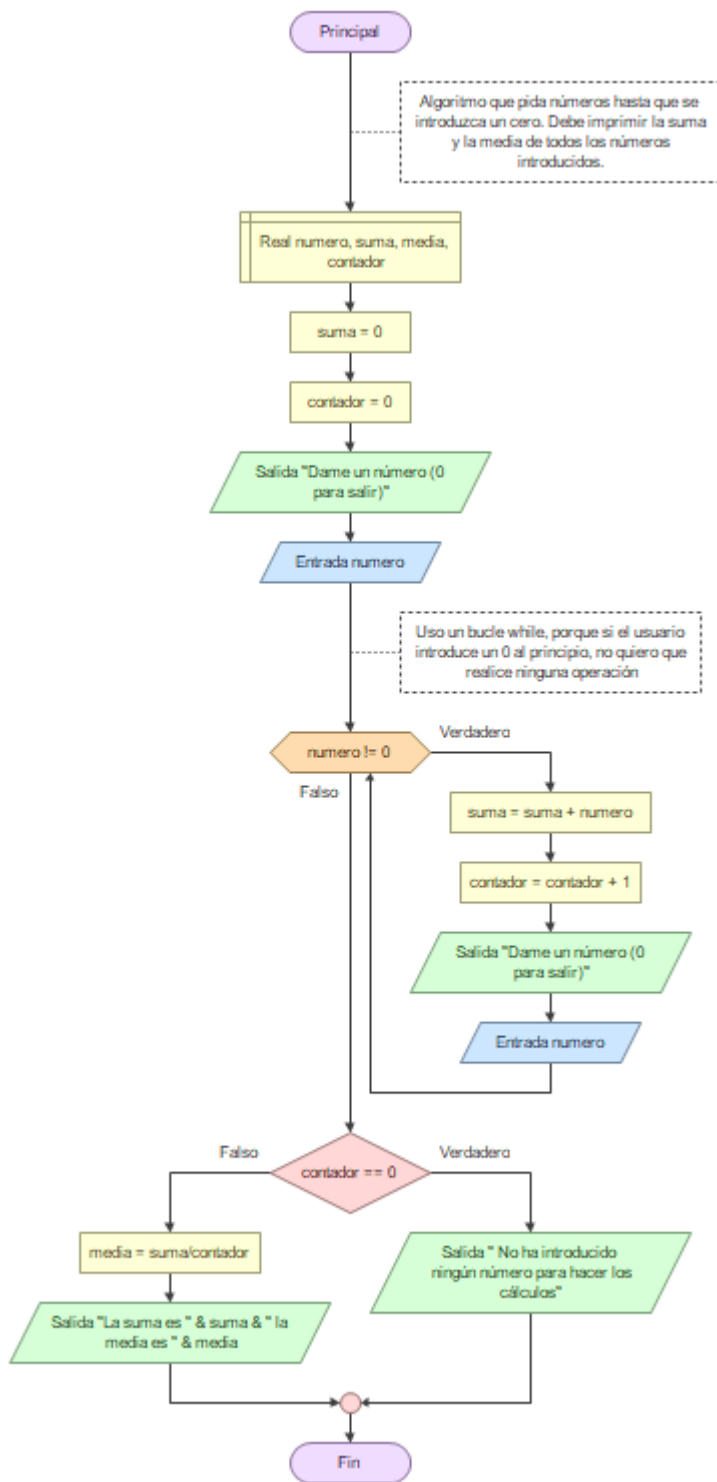 Principal
Algoritmo que pida números hasta que se
introduzca un cero. Debe imprimir la suma
y la media de todos los números
introducidos.
Real numero, suma, media,
contador
suma = 0
contador = 0
Salida "Dame un número (0
para salir)"
Entrada numero
Uso un bucle while, porque si el usuario
introduce un 0 al principio, no quiero que
realice ninguna operación
numero != 0
Verdadero
Falso
suma = suma + numero
contador = contador + 1
Salida "Dame un número (0
para salir)"
Entrada numero
contador == 0
Falso
Verdadero
media = suma/contador
Salida "La suma es " & suma & " la
media es " & media
Salida " No ha introducido
ningún número para hacer los
cálculos"
Fin